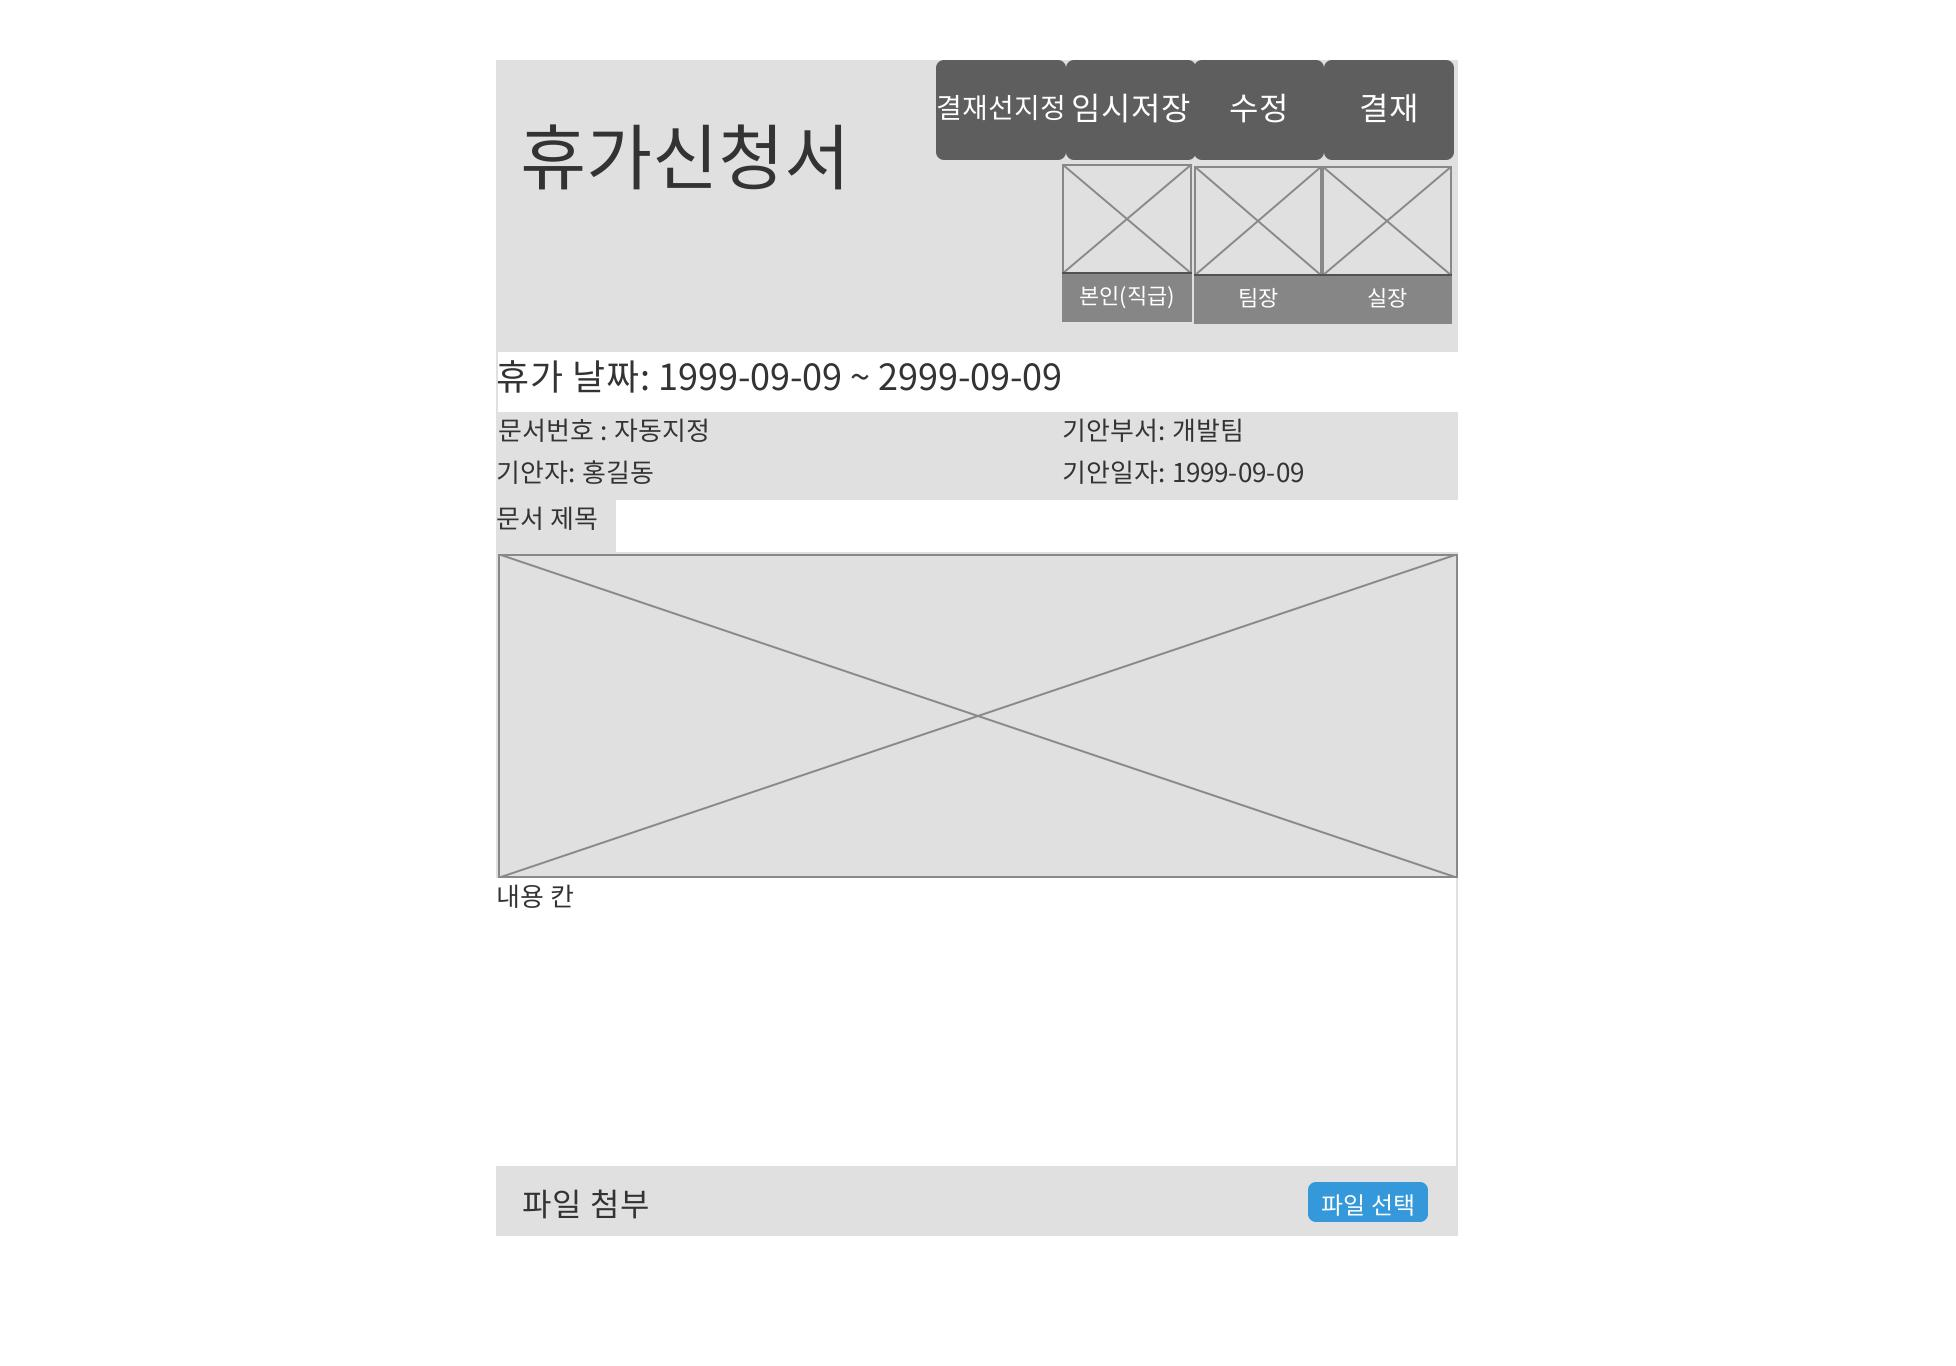 결재선지정 임시저장 수정 결재
휴가신청서
본인(직급) 팀장 실장
휴가 날짜: 1999-09-09 ~ 2999-09-09
문서번호 : 자동지정 기안부서: 개발팀
기안자: 홍길동 기안일자: 1999-09-09
문서 제목
내용 칸
파일 첨부 파일 선택